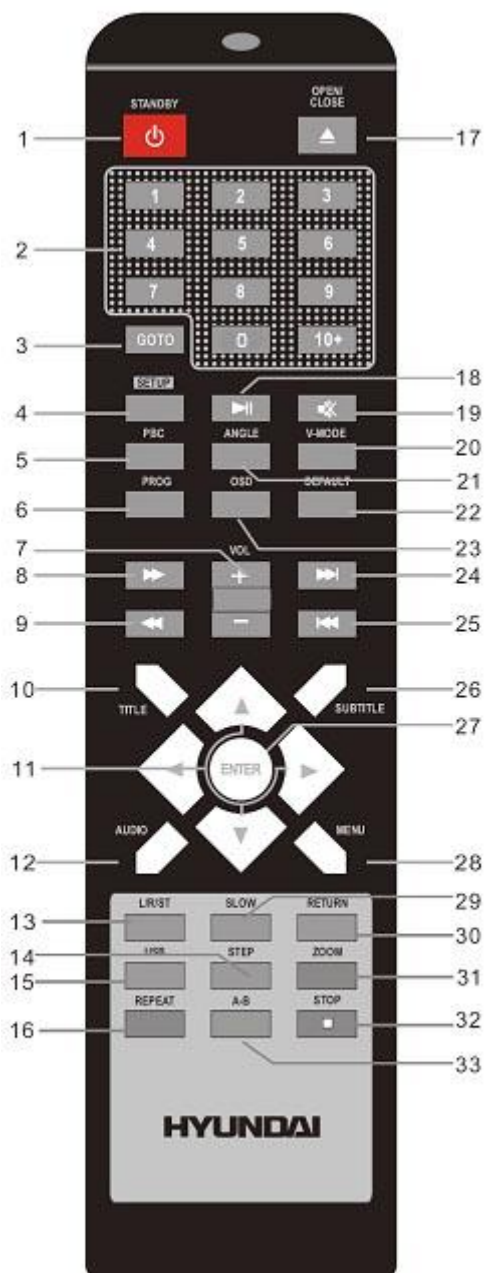 OPEN/
STANDBY CLOSE
1 17
1 2 3
2 4 5 6
7 8 9
3 GOTO 0 10+
SETUP 18
4 19
PBC ANGLE V-MODE 20
5 21
PROG OSD DEFAULT
6 22
7 VOL 23
8 + 24
9 − 25
10 TITLE SUBTITLE 26
27
11 ENTER
AUDIO MENU
12 28
L/R/ST SLOW RETURN 29
13 30
14 USB STEP ZOOM
15 31
REPEAT A-B STOP
16 32
33
HYUNDAI